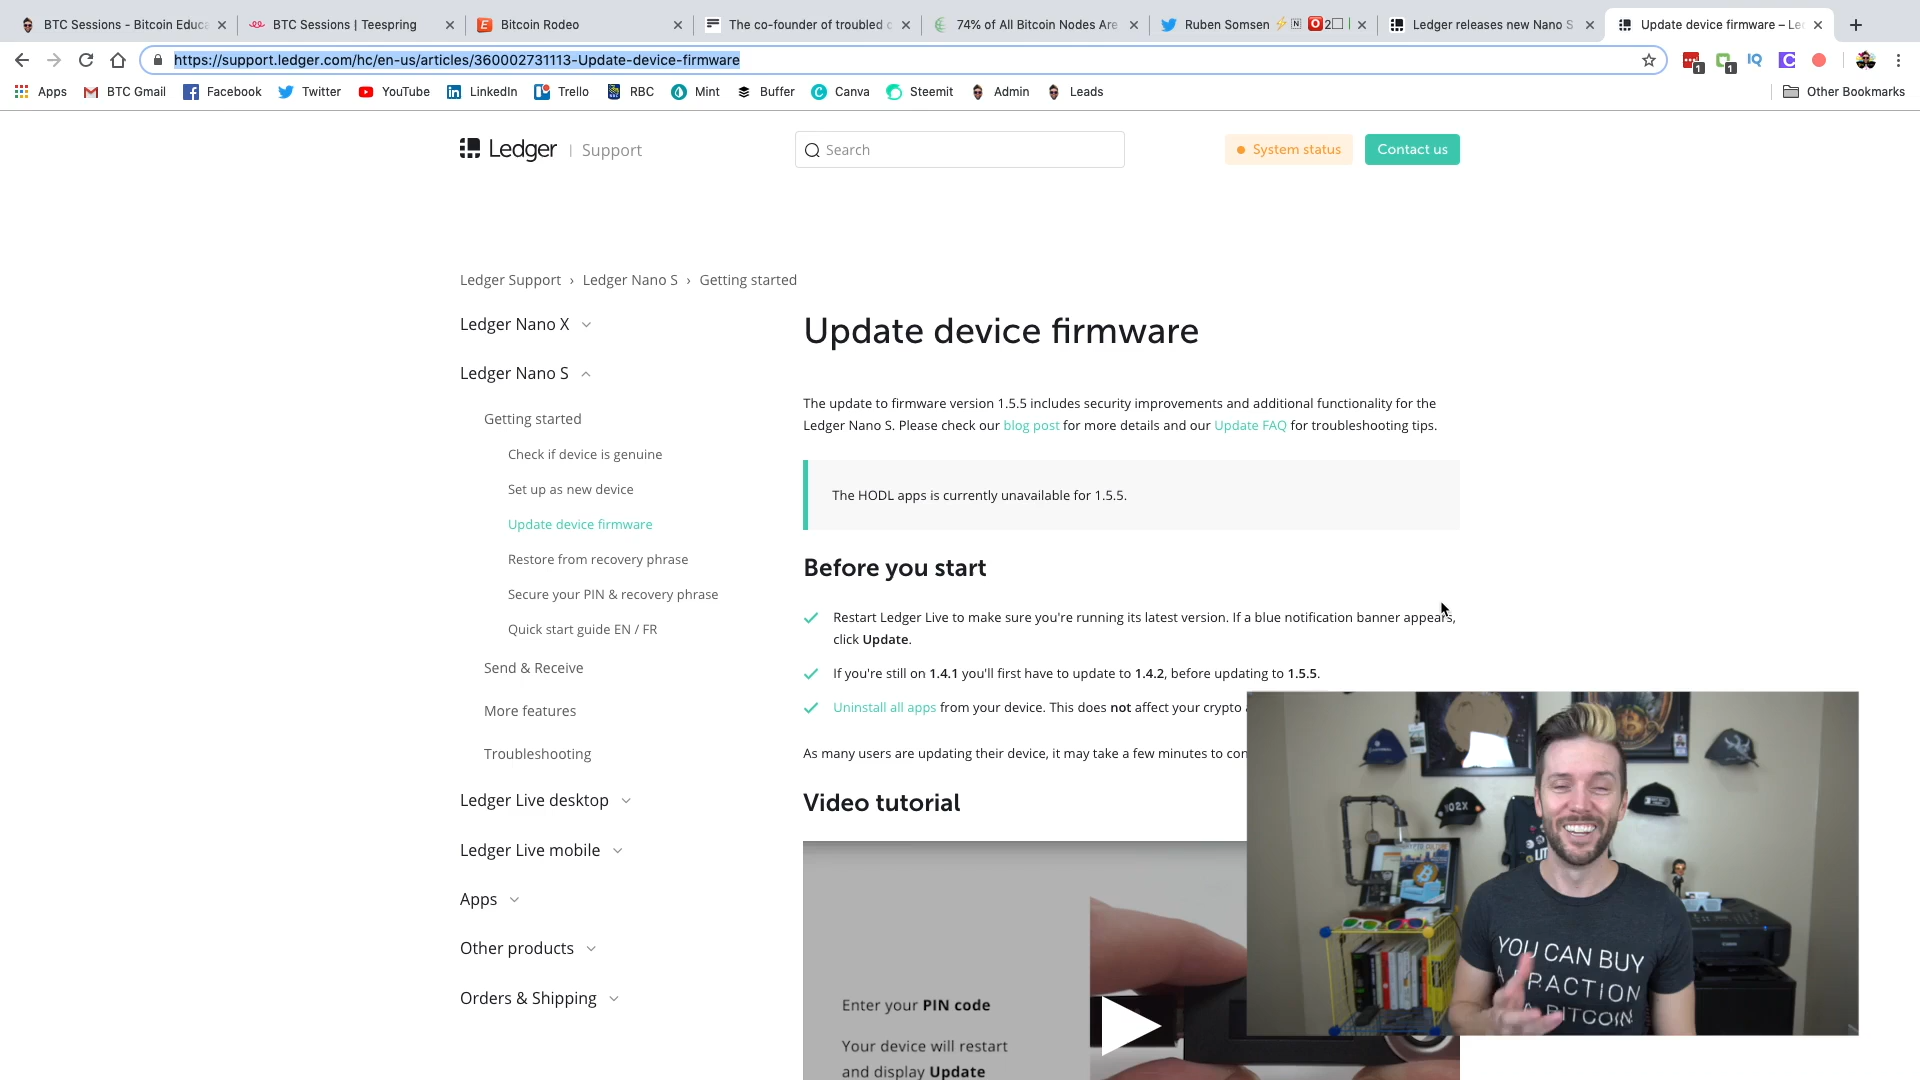 BTC Sessions - Bitcoin Educa
BTC Sessions | Teespring
Bitcoin Rodeo
The co-founder of troubled c
74% of All Bitcoin Nodes Are
Ruben Somsen
Ledger releases new Nano S
Update device firmware – Led
https://support.ledger.com/hc/en-us/articles/360002731113-Update-device-firmware
Apps
BTC Gmail
Facebook
Twitter
YouTube
LinkedIn
Trello
RBC
Mint
Buffer
Canva
Steemit
Admin
Leads
Other Bookmarks
Ledger | Support
Search
System status
Contact us
Ledger Support › Ledger Nano S › Getting started
Ledger Nano X
Ledger Nano S
Getting started
Check if device is genuine
Set up as new device
Update device firmware
Restore from recovery phrase
Secure your PIN & recovery phrase
Quick start guide EN / FR
Send & Receive
More features
Troubleshooting
Ledger Live desktop
Ledger Live mobile
Apps
Other products
Orders & Shipping
Update device firmware
The update to firmware version 1.5.5 includes security improvements and additional functionality for the
Ledger Nano S. Please check our blog post for more details and our Update FAQ for troubleshooting tips.
The HODL apps is currently unavailable for 1.5.5.
Before you start
Restart Ledger Live to make sure you're running its latest version. If a blue notification banner appears,
click Update.
If you're still on 1.4.1 you'll first have to update to 1.4.2, before updating to 1.5.5.
Uninstall all apps from your device. This does not affect your crypto
As many users are updating their device, it may take a few minutes to
Video tutorial
Enter your PIN code
Your device will restart
and display Update
YOU CAN BUY
A FRACTION
BITCOIN